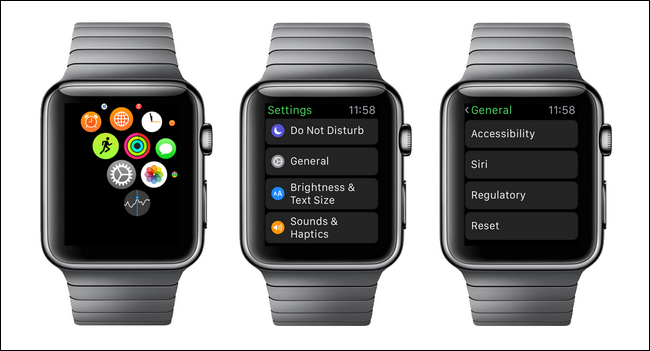 Settings 11:58
Do Not Disturb
General
AA Brightness &
Text Size
Sounds &
Haptics
< General 11:58
Accessibility
Siri
Regulatory
Reset